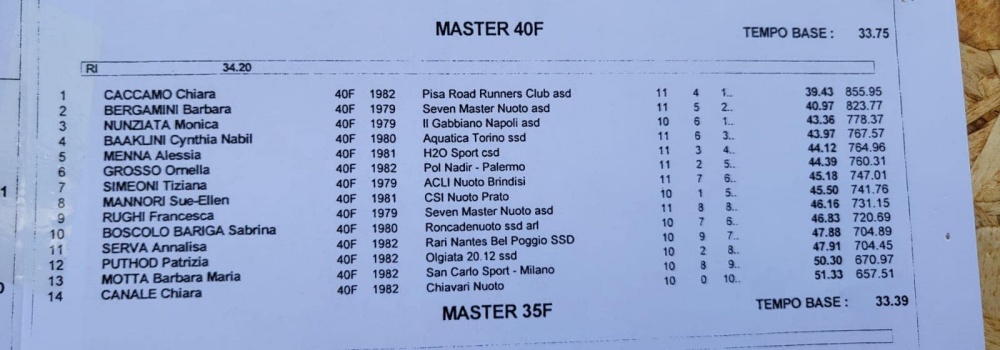 MASTER 40F TEMPO BASE : 33.75
RI 34.20
1 CACCAMO Chiara 40F 1982 Pisa Road Runners Club asd 11 4 1.. 39.43 855.95
2 BERGAMINI Barbara 40F 1979 Seven Master Nuoto asd 11 5 2.. 40.97 823.77
3 NUNZIATA Monica 40F 1979 Il Gabbiano Napoli asd 10 6 1.. 43.36 778.37
4 BAAKLINI Cynthia Nabil 40F 1980 Aquatica Torino ssd 11 6 3.. 43.97 767.57
5 MENNA Alessia 40F 1981 H2O Sport csd 11 3 4.. 44.12 764.96
6 GROSSO Ornella 40F 1982 Pol Nadir - Palermo 11 2 5.. 44.39 760.31
7 SIMEONI Tiziana 40F 1979 ACLI Nuoto Brindisi 11 7 6.. 45.18 747.01
8 MANNORI Sue-Ellen 40F 1981 CSI Nuoto Prato 10 1 5.. 45.50 741.76
9 RUGHI Francesca 40F 1979 Seven Master Nuoto asd 11 8 8.. 46.16 731.15
10 BOSCOLO BARIGA Sabrina 40F 1980 Roncadenuoto ssd arl 10 7 6.. 46.83 720.69
11 SERVA Annalisa 40F 1982 Rari Nantes Bel Poggio SSD 10 9 7.. 47.88 704.89
12 PUTHOD Patrizia 40F 1982 Olgiata 20.12 ssd 10 2 8.. 47.91 704.45
13 MOTTA Barbara Maria 40F 1982 San Carlo Sport - Milano 10 8 9.. 50.30 670.97
14 CANALE Chiara 40F 1982 Chiavari Nuoto 10 0 10.. 51.33 657.51
MASTER 35F TEMPO BASE : 33.39